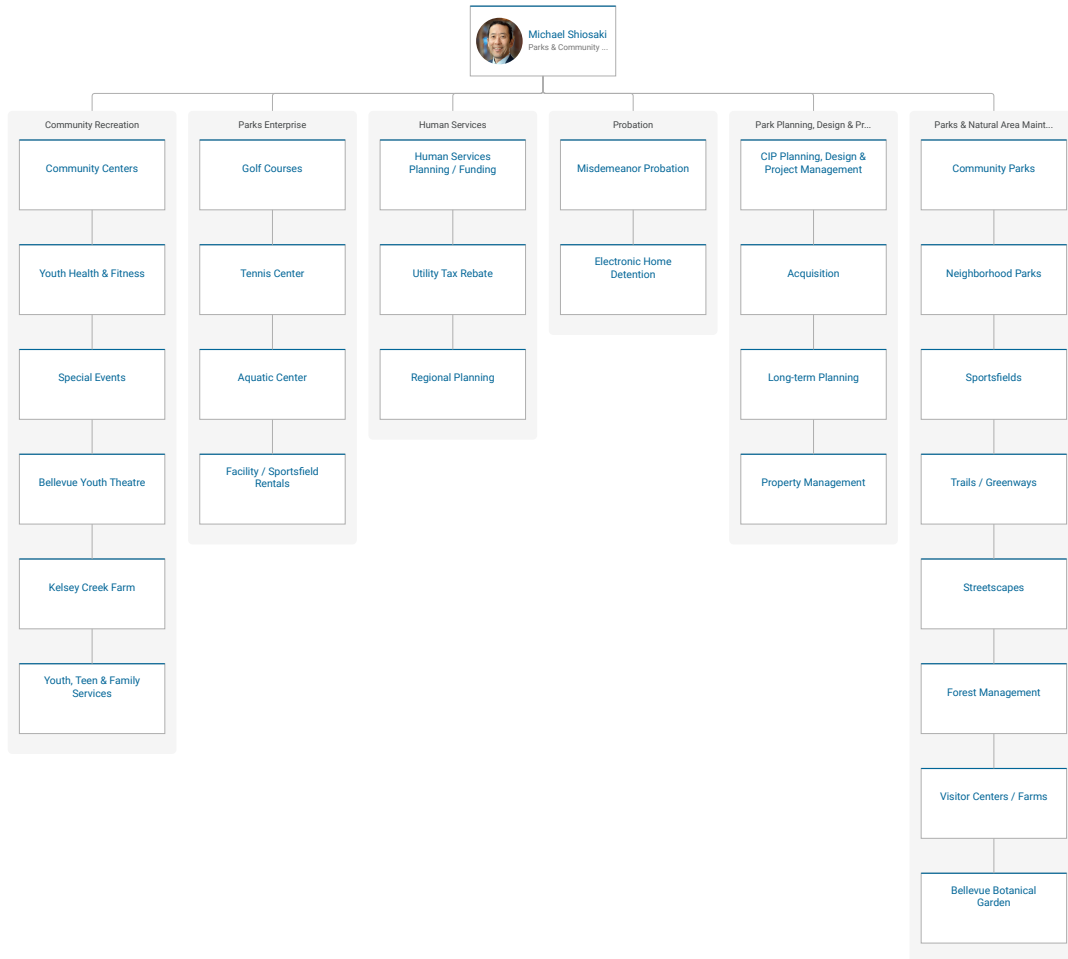 Michael Shiosaki
Parks & Community ...
Community Recreation
Community Centers
Youth Health & Fitness
Special Events
Bellevue Youth Theatre
Kelsey Creek Farm
Youth, Teen & Family
Services
Parks Enterprise
Golf Courses
Tennis Center
Aquatic Center
Facility / Sportsfield
Rentals
Human Services
Human Services
Planning / Funding
Utility Tax Rebate
Regional Planning
Probation
Misdemeanor Probation
Electronic Home
Detention
Park Planning, Design & Pr...
CIP Planning, Design &
Project Management
Acquisition
Long-term Planning
Property Management
Parks & Natural Area Maint...
Community Parks
Neighborhood Parks
Sportsfields
Trails / Greenways
Streetscapes
Forest Management
Visitor Centers / Farms
Bellevue Botanical
Garden